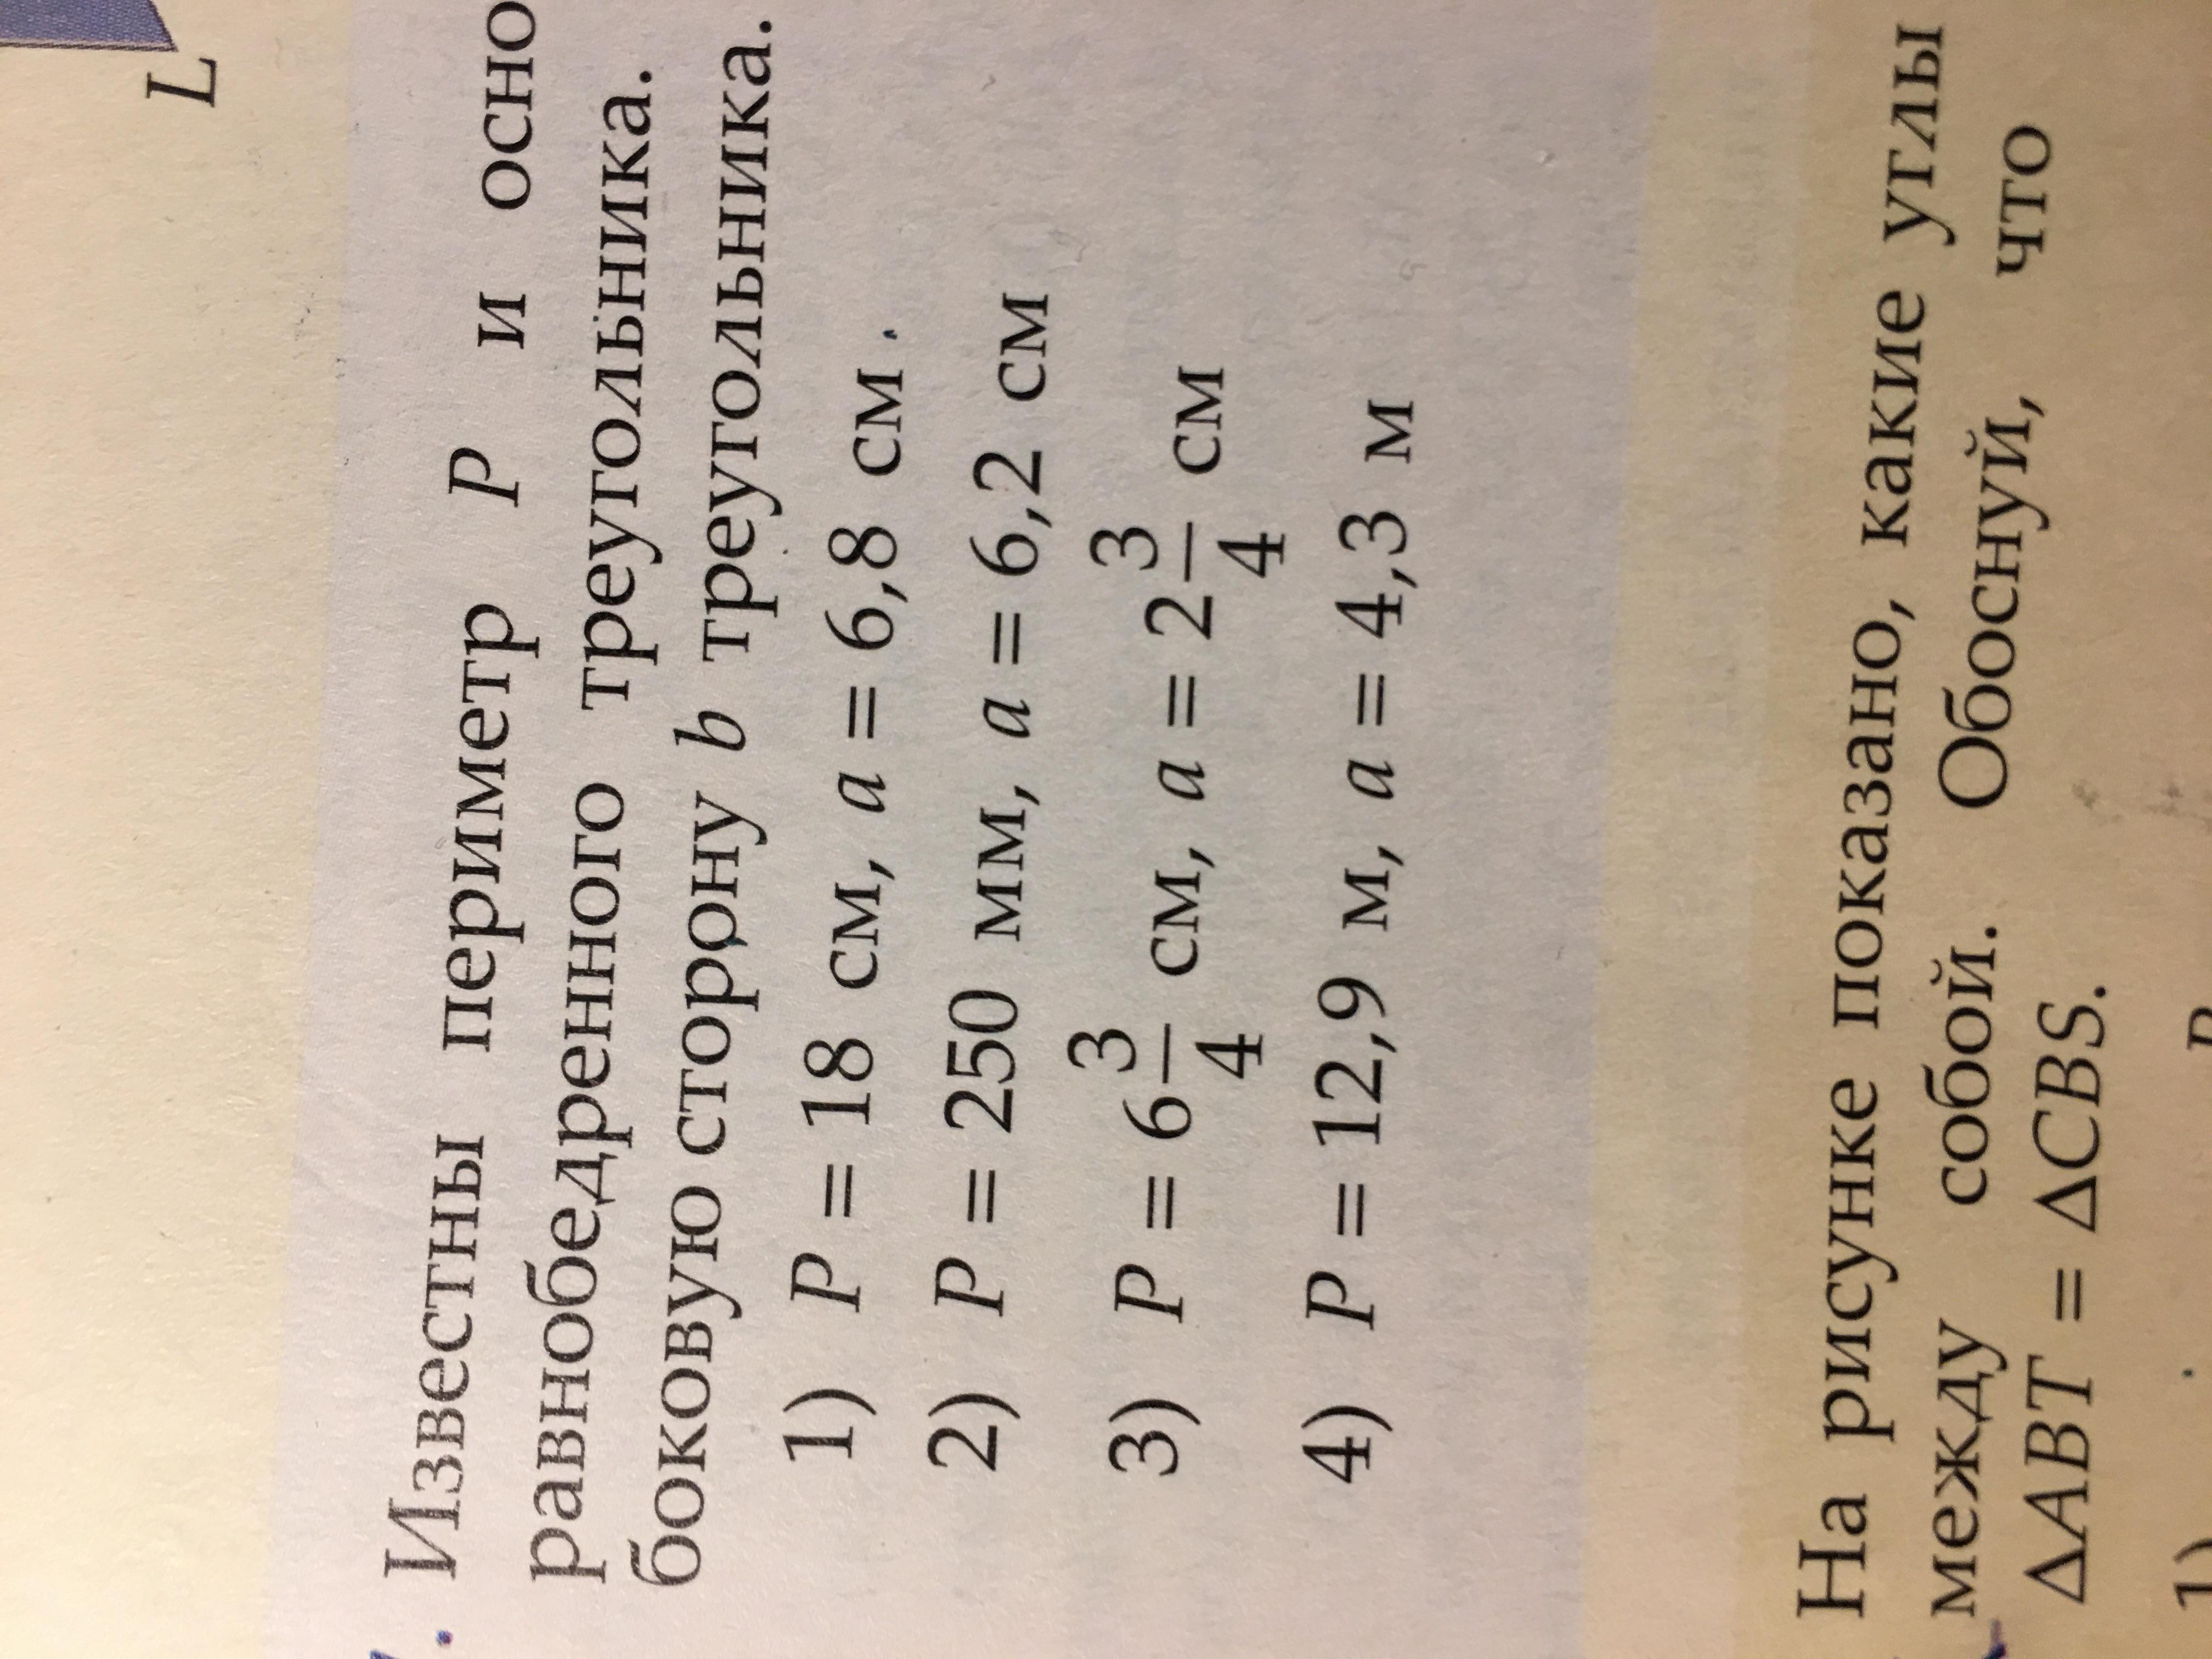 L
Известны периметр P и осно
равнобедренного треугольника.
боковую сторону b треугольника.
1) P = 18 см, a = 6,8 см
2) P = 250 мм, a = 6,2 см
3) P = 6 3/4 см, a = 2 3/4 см
4) P = 12,9 м, a = 4,3 м
На рисунке показано, какие углы
между собой. Обоснуй, что
ΔABT = ΔCBS.
1)